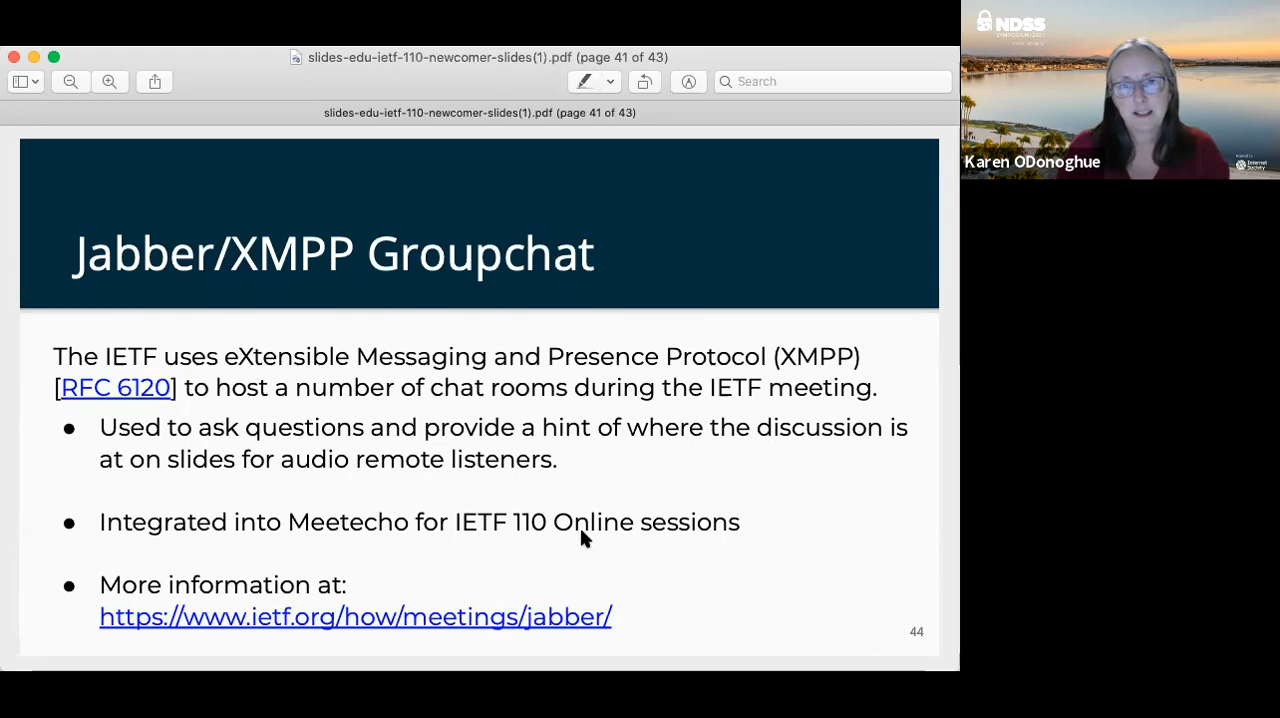 slides-edu-ietf-110-newcomer-slides(1).pdf (page 41 of 43)
Search
slides-edu-ietf-110-newcomer-slides(1).pdf (page 41 of 43)
Jabber/XMPP Groupchat
The IETF uses eXtensible Messaging and Presence Protocol (XMPP)
[RFC 6120] to host a number of chat rooms during the IETF meeting.
● Used to ask questions and provide a hint of where the discussion is
at on slides for audio remote listeners.
● Integrated into Meetecho for IETF 110 Online sessions
● More information at:
https://www.ietf.org/how/meetings/jabber/
44
NDSS
Karen ODonoghue
Internet
Society